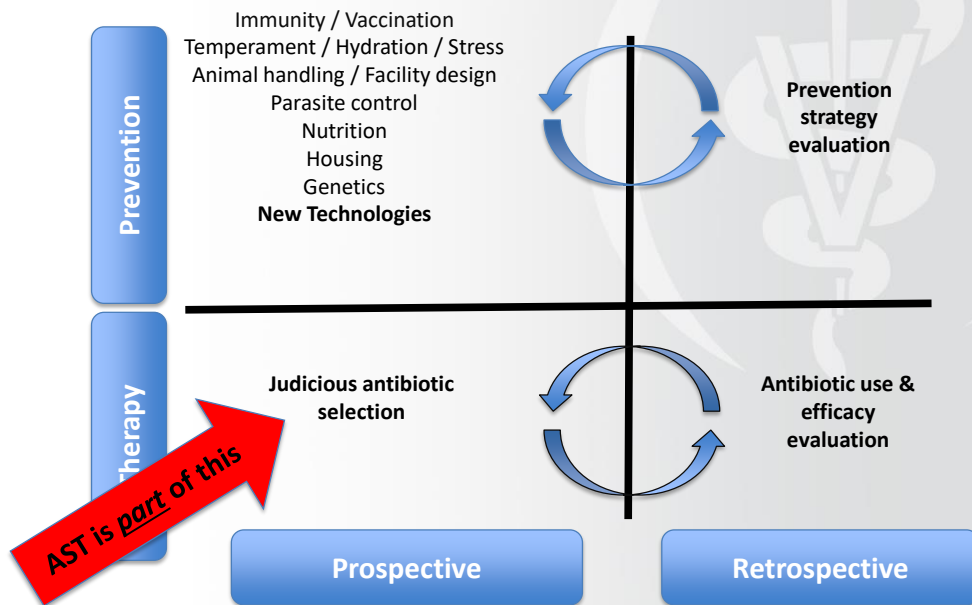 Immunity / Vaccination
Temperament / Hydration / Stress
Animal handling / Facility design
Parasite control
Nutrition
Housing
Genetics
New Technologies
Prevention
Prevention
strategy
evaluation
Therapy
Judicious antibiotic
selection
Antibiotic use &
efficacy
evaluation
AST is part of this
Prospective
Retrospective